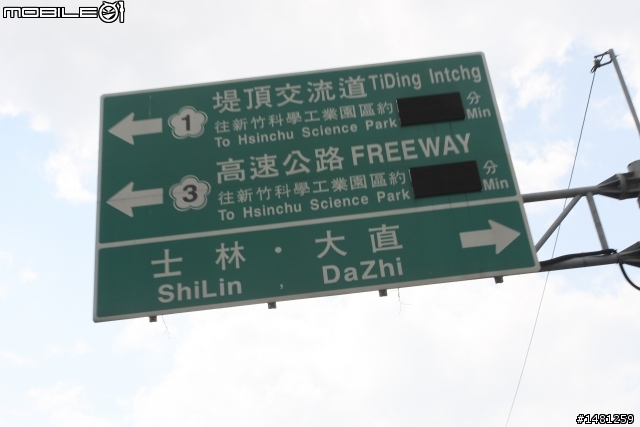 MOBILE01
堤頂交流道 TiDing Intchg
1 往新竹科學工業園區約 分
To Hsinchu Science Park Min
高速公路 FREEWAY
3 往新竹科學工業園區約 分
To Hsinchu Science Park Min
士林・大直
ShiLin , DaZhi
#1481259